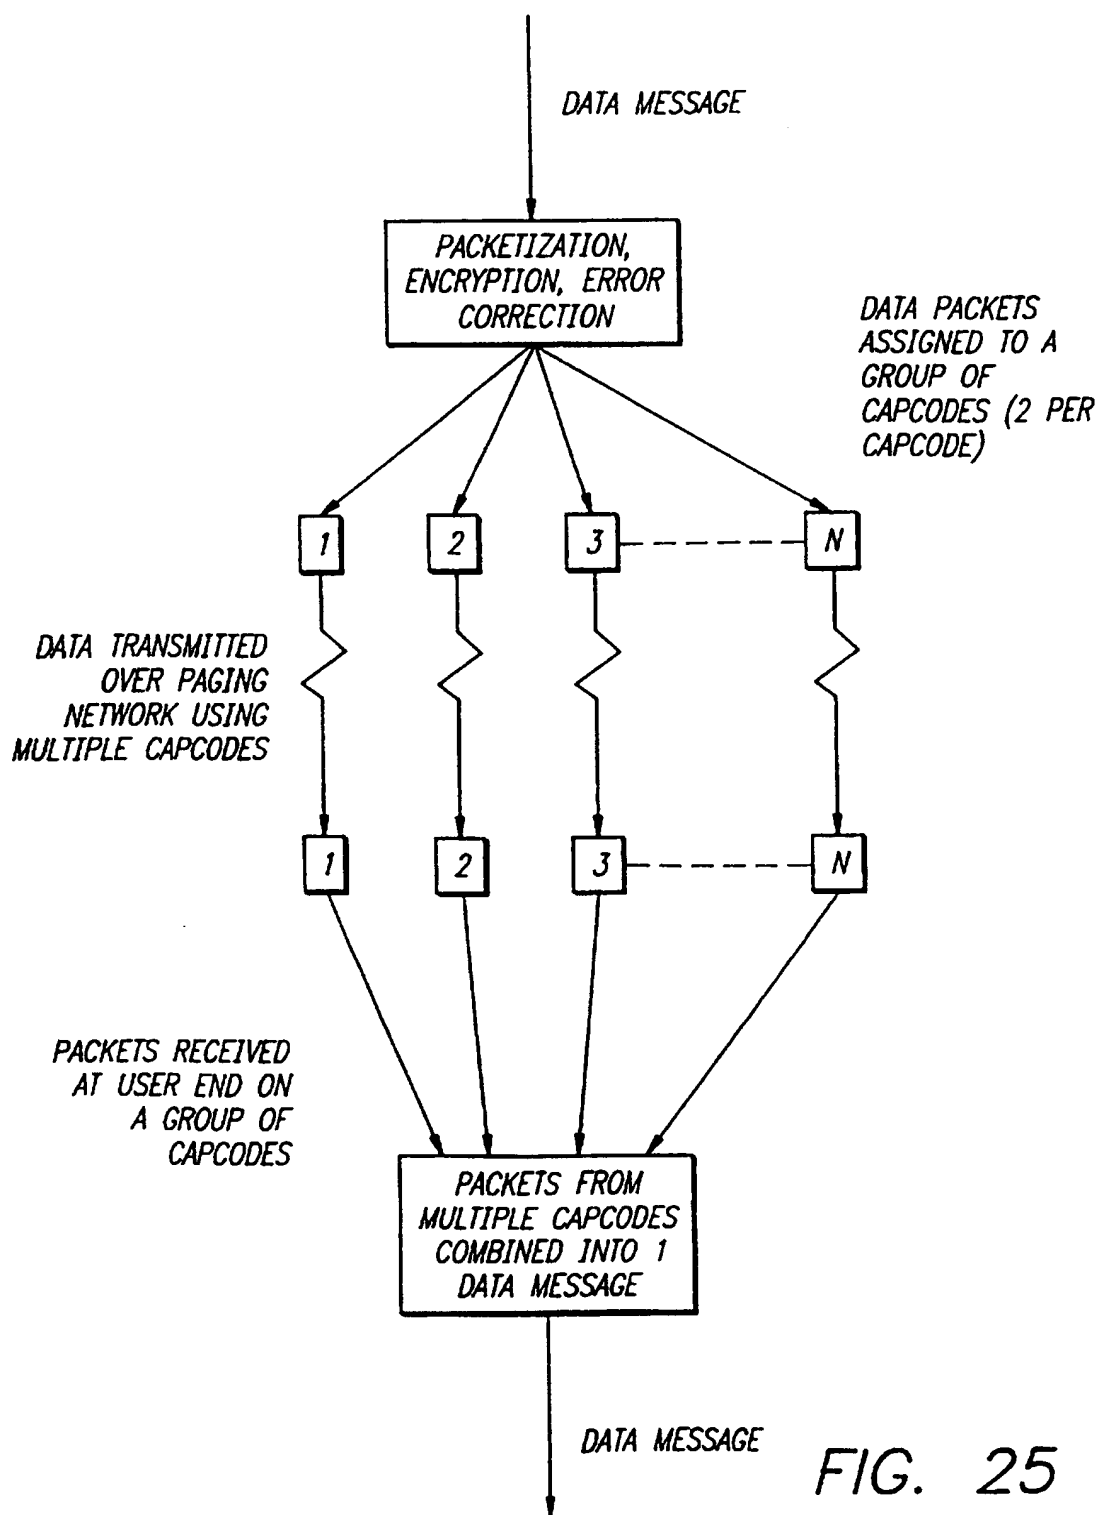 DATA MESSAGE
PACKETIZATION,
ENCRYPTION, ERROR
CORRECTION
DATA PACKETS
ASSIGNED TO A
GROUP OF
CAPCODES (2 PER
CAPCODE)
1 2 3 N
DATA TRANSMITTED
OVER PAGING
NETWORK USING
MULTIPLE CAPCODES
1 2 3 N
PACKETS RECEIVED
AT USER END ON
A GROUP OF
CAPCODES
PACKETS FROM
MULTIPLE CAPCODES
COMBINED INTO 1
DATA MESSAGE
DATA MESSAGE
FIG. 25